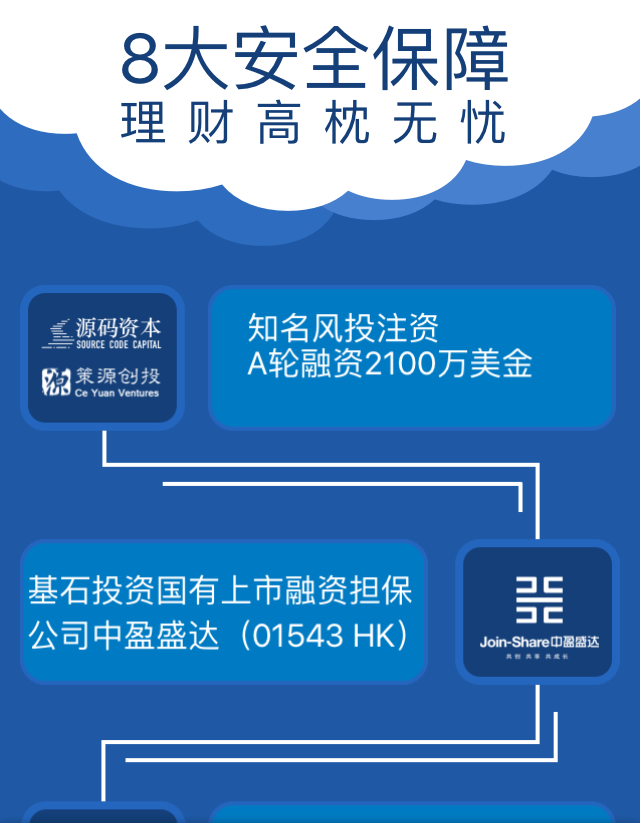 8大安全保障
理财高枕无忧
源码资本
SOURCE CODE CAPITAL
策源创投
Ce Yuan Ventures
知名风投注资
A轮融资2100万美金
基石投资国有上市融资担保
公司中盈盛达（01543 HK）
Join-Share中盈盛达
共创 共享 共成长